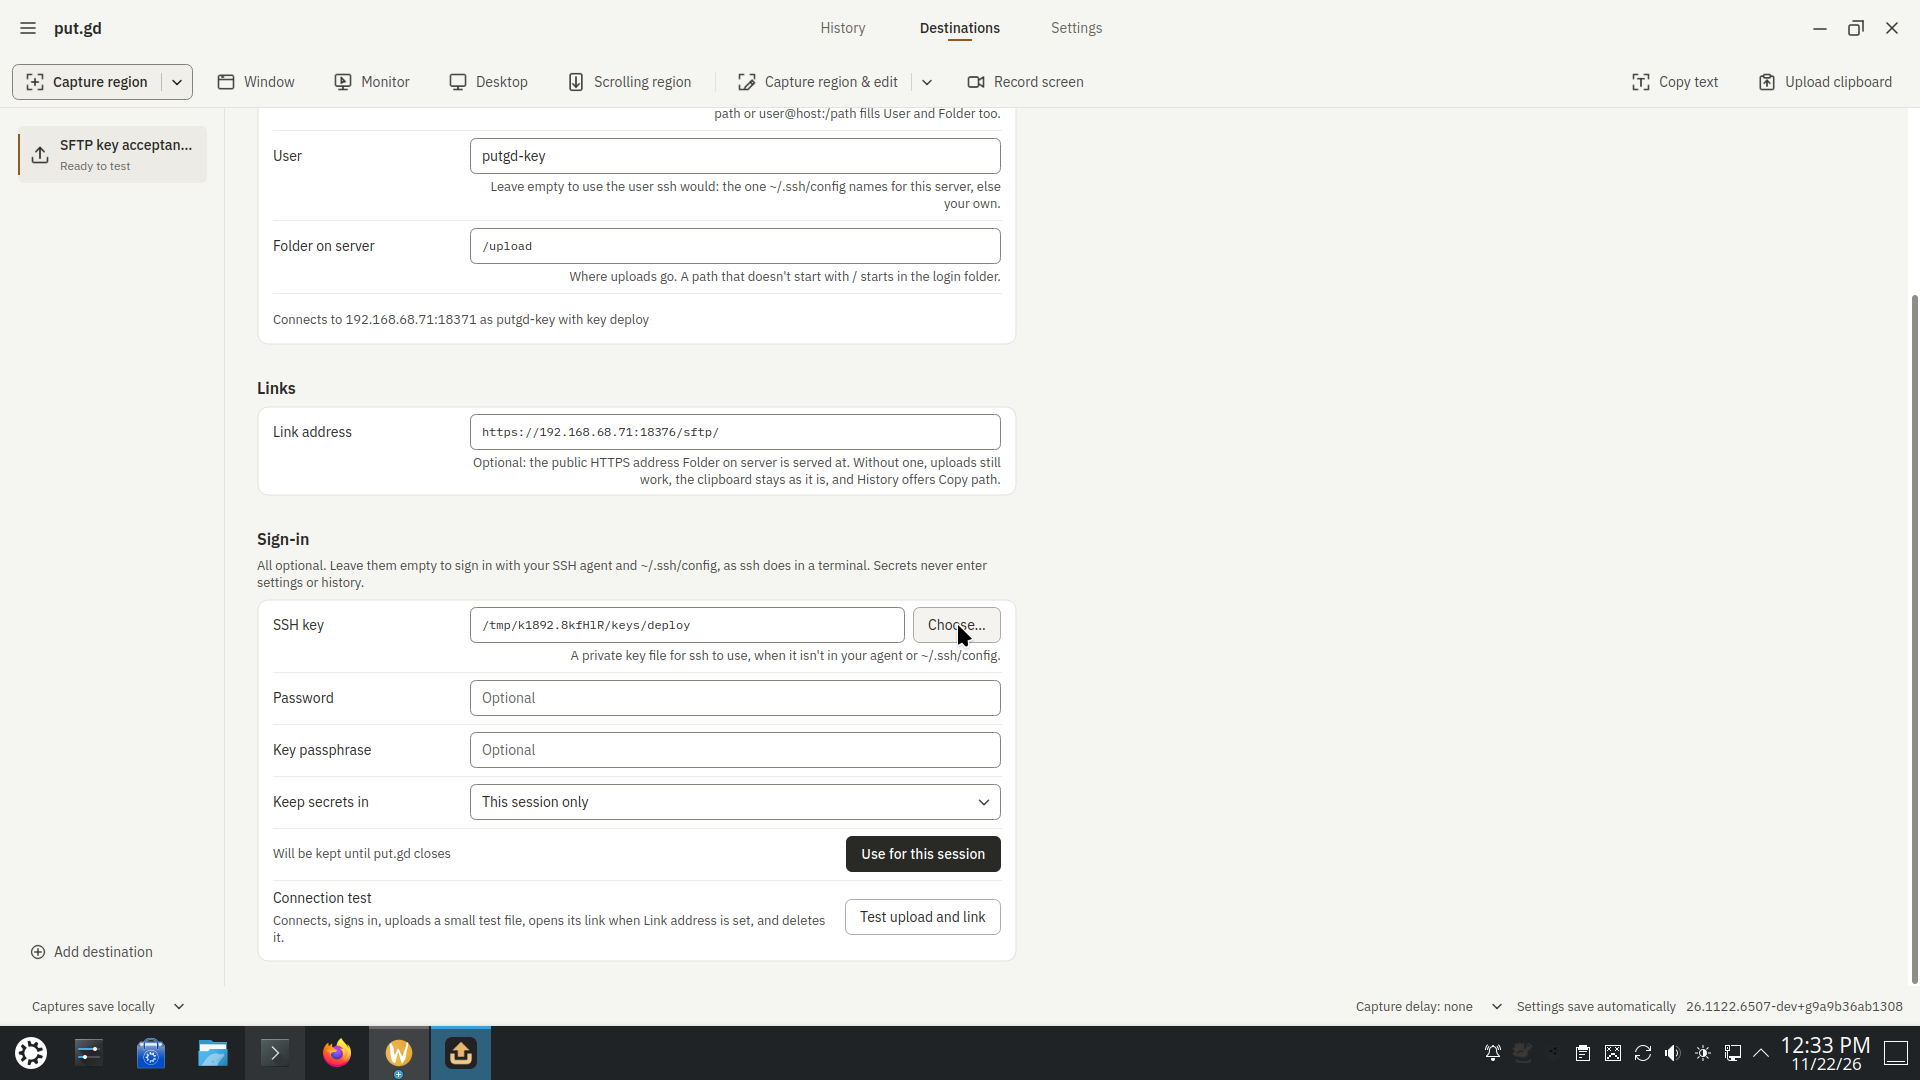 put.gd
History
Destinations
Settings
Capture region
Window
Monitor
Desktop
Scrolling region
Capture region & edit
Record screen
Copy text
Upload clipboard
SFTP key acceptan...
Ready to test
path or user@host:/path fills User and Folder too.
User
putgd-key
Leave empty to use the user ssh would: the one ~/.ssh/config names for this server, else
your own.
Folder on server
/upload
Where uploads go. A path that doesn't start with / starts in the login folder.
Connects to 192.168.68.71:18371 as putgd-key with key deploy
Links
Link address
https://192.168.68.71:18376/sftp/
Optional: the public HTTPS address Folder on server is served at. Without one, uploads still
work, the clipboard stays as it is, and History offers Copy path.
Sign-in
All optional. Leave them empty to sign in with your SSH agent and ~/.ssh/config, as ssh does in a terminal. Secrets never enter
settings or history.
SSH key
/tmp/k1892.8kfHlR/keys/deploy
Choose...
A private key file for ssh to use, when it isn't in your agent or ~/.ssh/config.
Password
Optional
Key passphrase
Optional
Keep secrets in
This session only
Will be kept until put.gd closes
Use for this session
Connection test
Connects, signs in, uploads a small test file, opens its link when Link address is set, and deletes
it.
Test upload and link
Add destination
Captures save locally
Capture delay: none
Settings save automatically
26.1122.6507-dev+g9a9b36ab1308
12:33 PM
11/22/26